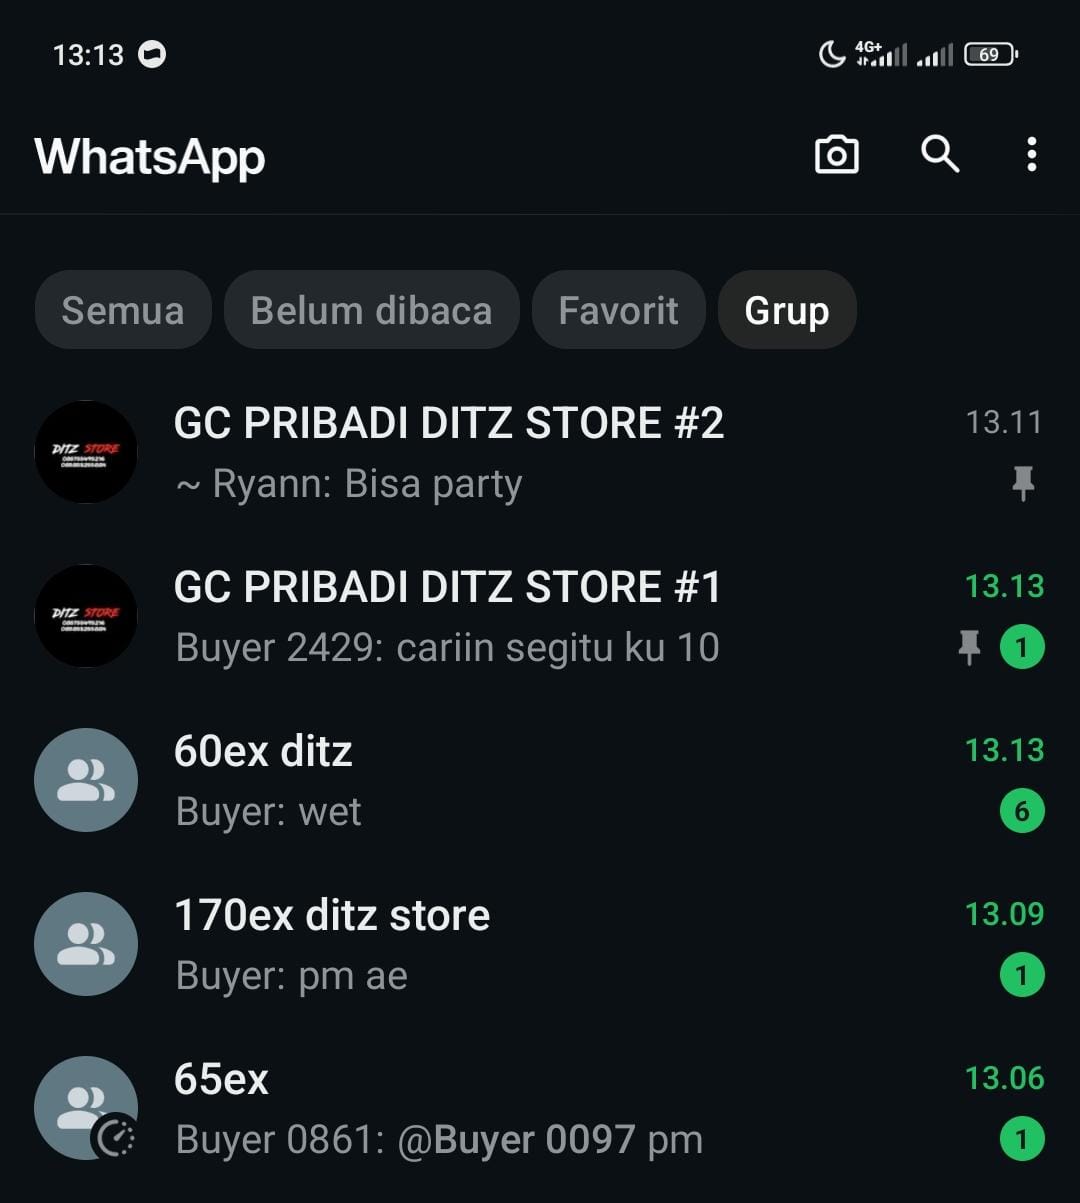 13:13
4G+
69
WhatsApp
Semua
Belum dibaca
Favorit
Grup
DITZ STORE
GC PRIBADI DITZ STORE #2
13.11
~ Ryann: Bisa party
DITZ STORE
GC PRIBADI DITZ STORE #1
13.13
Buyer 2429: cariin segitu ku 10
1
60ex ditz
13.13
Buyer: wet
6
170ex ditz store
13.09
Buyer: pm ae
1
65ex
13.06
Buyer 0861: @Buyer 0097 pm
1